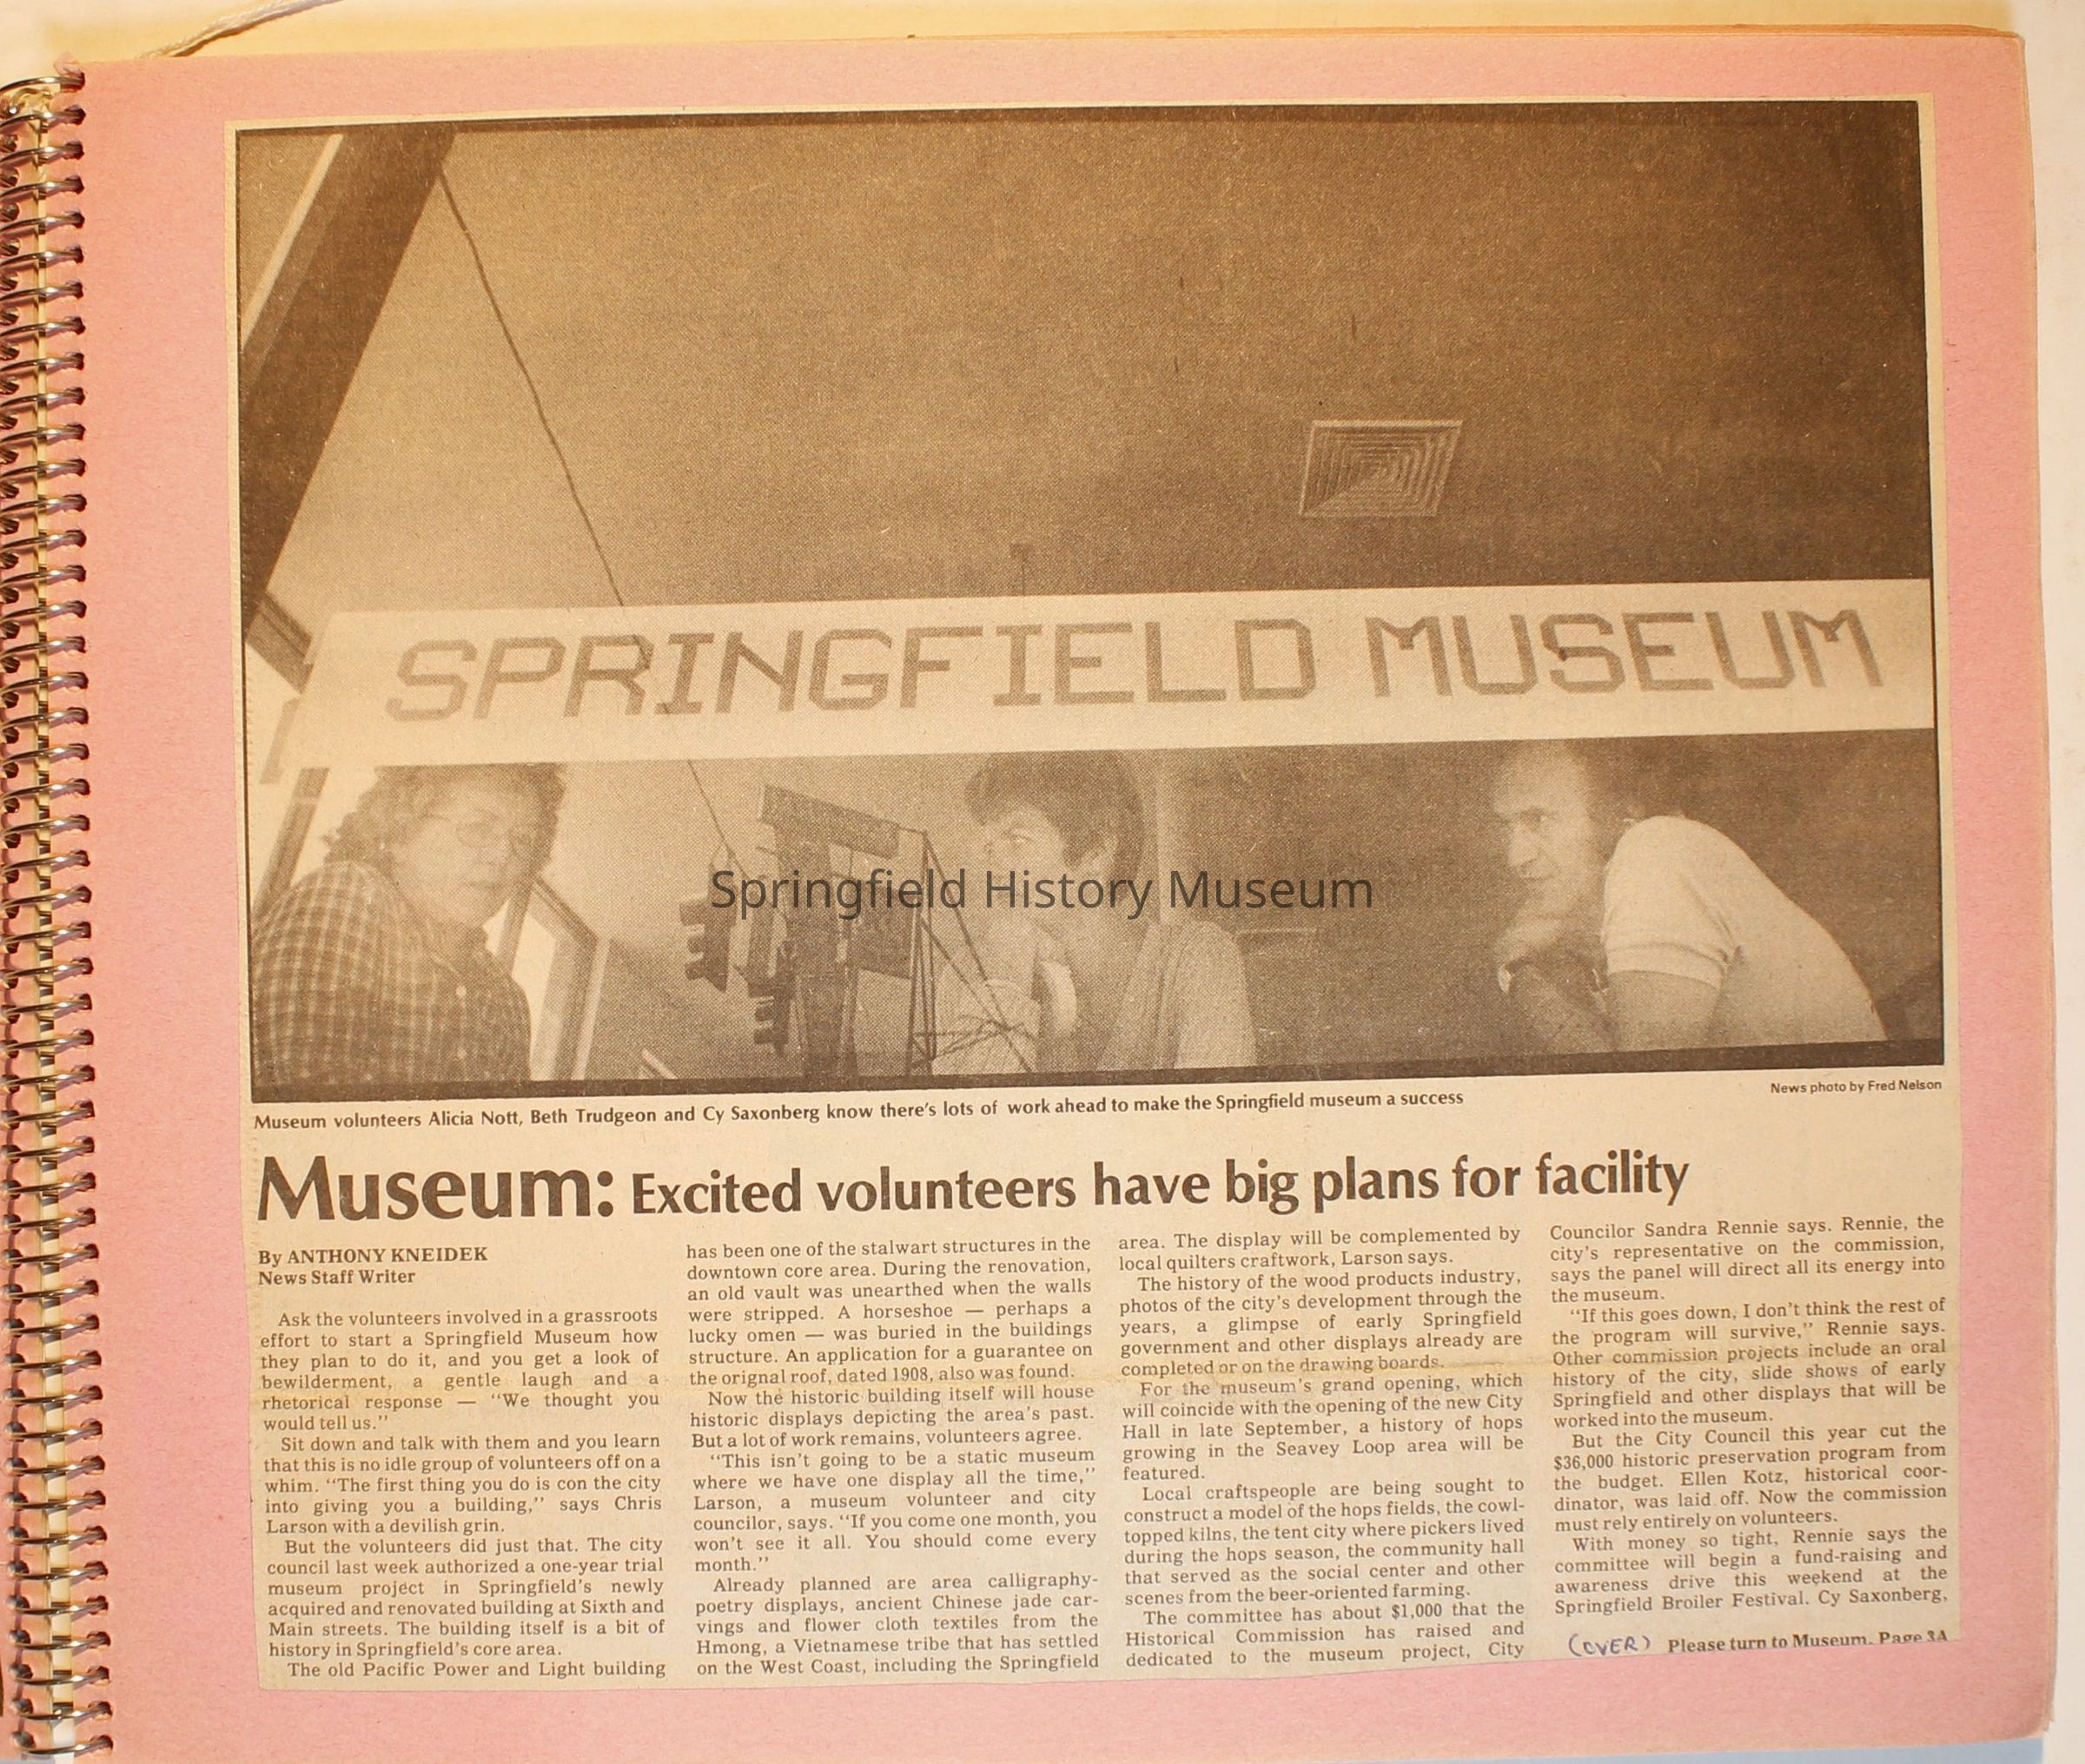 SPRINGFIELD MUSEUM
Springfield History Museum
News photo by Fred Nelson
Museum volunteers Alicia Nott, Beth Trudgeon and Cy Saxonberg know there's lots of work ahead to make the Springfield museum a success
Museum: Excited volunteers have big plans for facility
By ANTHONY KNEIDEK
News Staff Writer
Ask the volunteers involved in a grassroots
effort to start a Springfield Museum how
they plan to do it, and you get a look of
bewilderment, a gentle laugh and a
rhetorical response — "We thought you
would tell us."
Sit down and talk with them and you learn
that this is no idle group of volunteers off on a
whim. "The first thing you do is con the city
into giving you a building," says Chris
Larson with a devilish grin.
But the volunteers did just that. The city
council last week authorized a one-year trial
museum project in Springfield's newly
acquired and renovated building at Sixth and
Main streets. The building itself is a bit of
history in Springfield's core area.
The old Pacific Power and Light building
has been one of the stalwart structures in the
downtown core area. During the renovation,
an old vault was unearthed when the walls
were stripped. A horseshoe — perhaps a
lucky omen — was buried in the buildings
structure. An application for a guarantee on
the orignal roof, dated 1908, also was found.
Now the historic building itself will house
historic displays depicting the area's past.
But a lot of work remains, volunteers agree.
"This isn't going to be a static museum
where we have one display all the time,"
Larson, a museum volunteer and city
councilor, says. "If you come one month, you
won't see it all. You should come every
month."
Already planned are area calligraphy-
poetry displays, ancient Chinese jade car-
vings and flower cloth textiles from the
Hmong, a Vietnamese tribe that has settled
on the West Coast, including the Springfield
area. The display will be complemented by
local quilters craftwork, Larson says.
The history of the wood products industry,
photos of the city's development through the
years, a glimpse of early Springfield
government and other displays already are
completed or on the drawing boards.
For the museum's grand opening, which
will coincide with the opening of the new City
Hall in late September, a history of hops
growing in the Seavey Loop area will be
featured.
Local craftspeople are being sought to
construct a model of the hops fields, the cowl-
topped kilns, the tent city where pickers lived
during the hops season, the community hall
that served as the social center and other
scenes from the beer-oriented farming.
The committee has about $1,000 that the
Historical Commission has raised and
dedicated to the museum project, City
Councilor Sandra Rennie says. Rennie, the
city's representative on the commission,
says the panel will direct all its energy into
the museum.
"If this goes down, I don't think the rest of
the program will survive," Rennie says.
Other commission projects include an oral
history of the city, slide shows of early
Springfield and other displays that will be
worked into the museum.
But the City Council this year cut the
$36,000 historic preservation program from
the budget. Ellen Kotz, historical coor-
dinator, was laid off. Now the commission
must rely entirely on volunteers.
With money so tight, Rennie says the
committee will begin a fund-raising and
awareness drive this weekend at the
Springfield Broiler Festival. Cy Saxonberg,
(OVER) Please turn to Museum, Page 3A